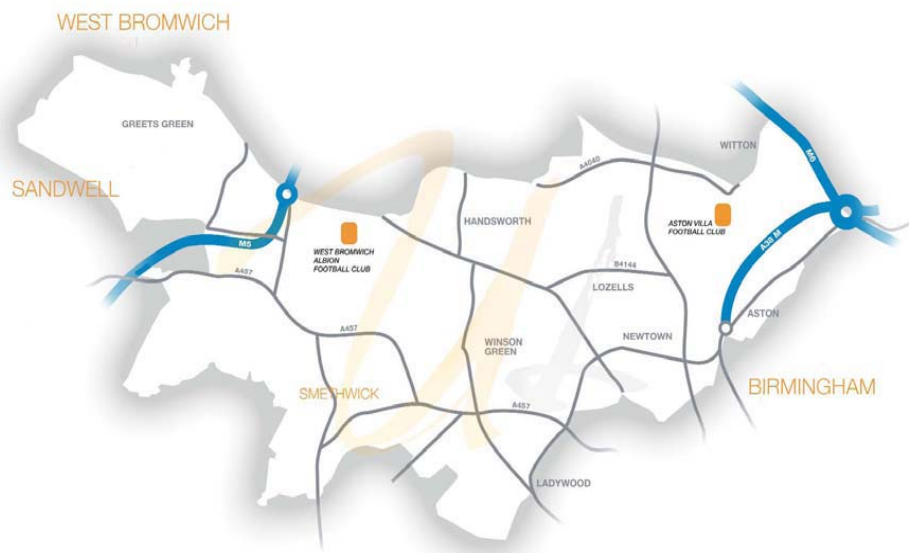 WEST BROMWICH
GREETS GREEN
SANDWELL
M5
A457
WEST BROMWICH
ALBION
FOOTBALL CLUB
A457
SMETHWICK
HANDSWORTH
A4040
WITTON
M6
ASTON VILLA
FOOTBALL CLUB
A38 M
B4144
LOZELLS
ASTON
NEWTOWN
WINSON
GREEN
BIRMINGHAM
A457
LADYWOOD